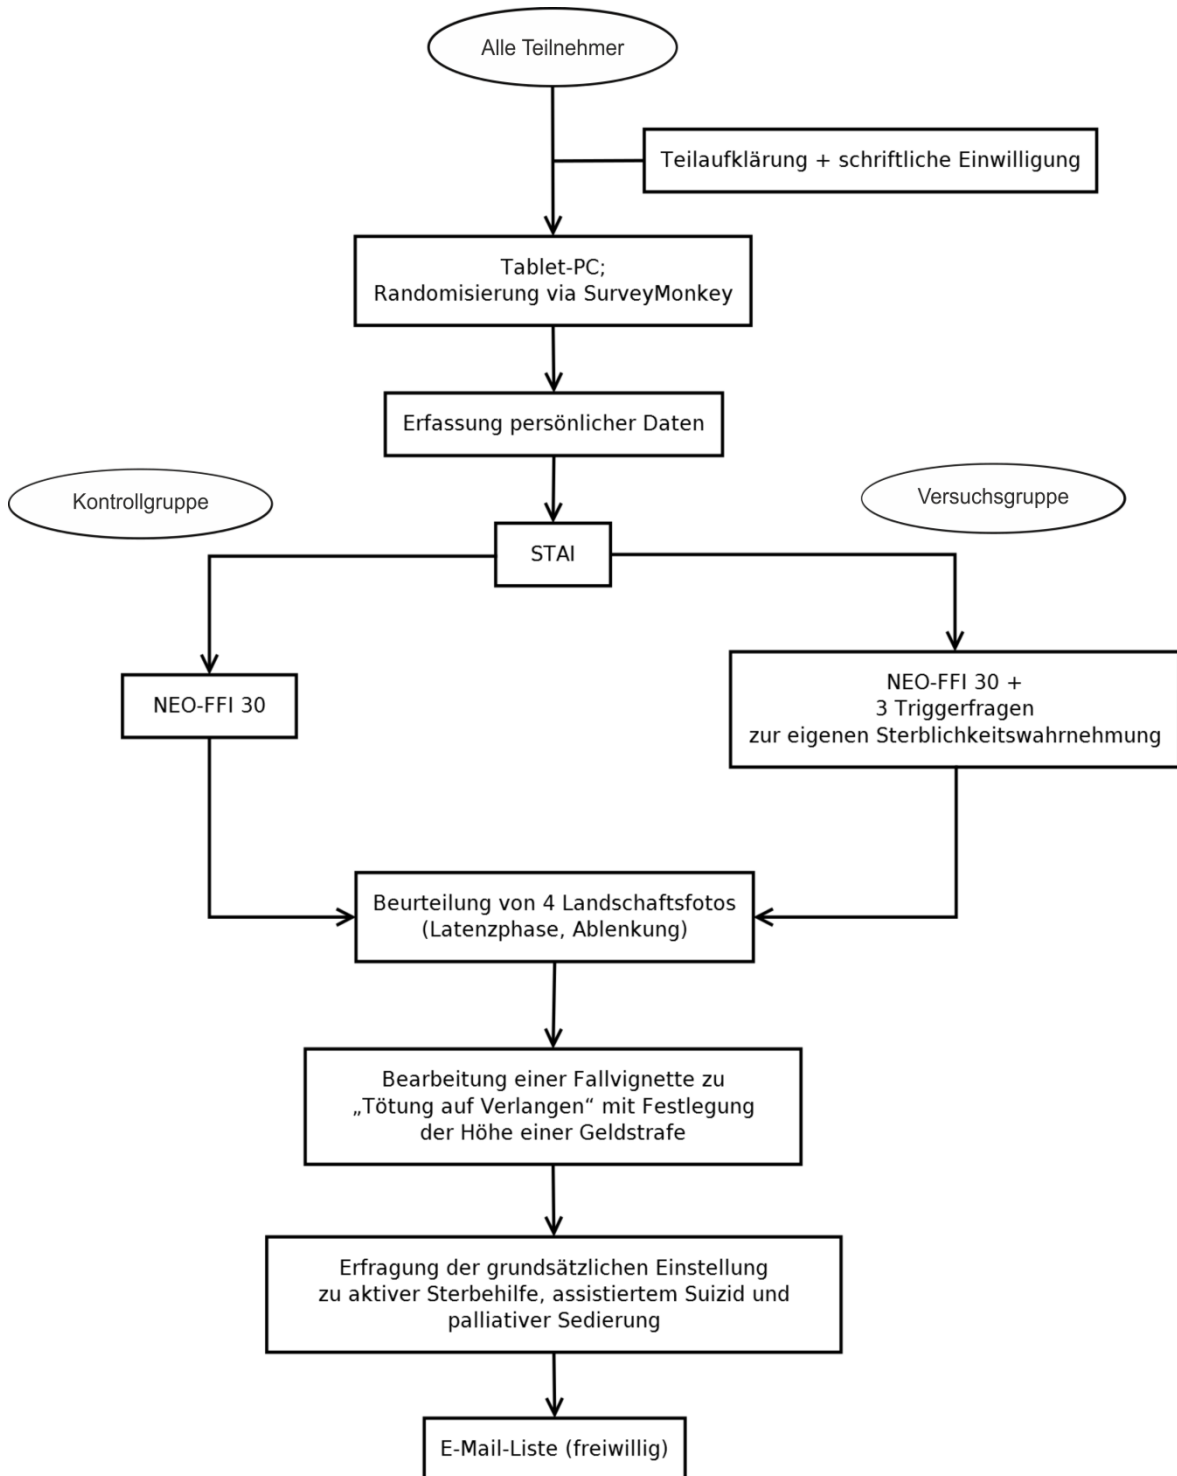 Alle Teilnehmer
Teilaufklärung + schriftliche Einwilligung
Tablet-PC;
Randomisierung via SurveyMonkey
Erfassung persönlicher Daten
Kontrollgruppe
Versuchsgruppe
STAI
NEO-FFI 30
NEO-FFI 30 +
3 Triggerfragen
zur eigenen Sterblichkeitswahrnehmung
Beurteilung von 4 Landschaftsfotos
(Latenzphase, Ablenkung)
Bearbeitung einer Fallvignette zu
„Tötung auf Verlangen“ mit Festlegung
der Höhe einer Geldstrafe
Erfragung der grundsätzlichen Einstellung
zu aktiver Sterbehilfe, assistiertem Suizid und
palliativer Sedierung
E-Mail-Liste (freiwillig)